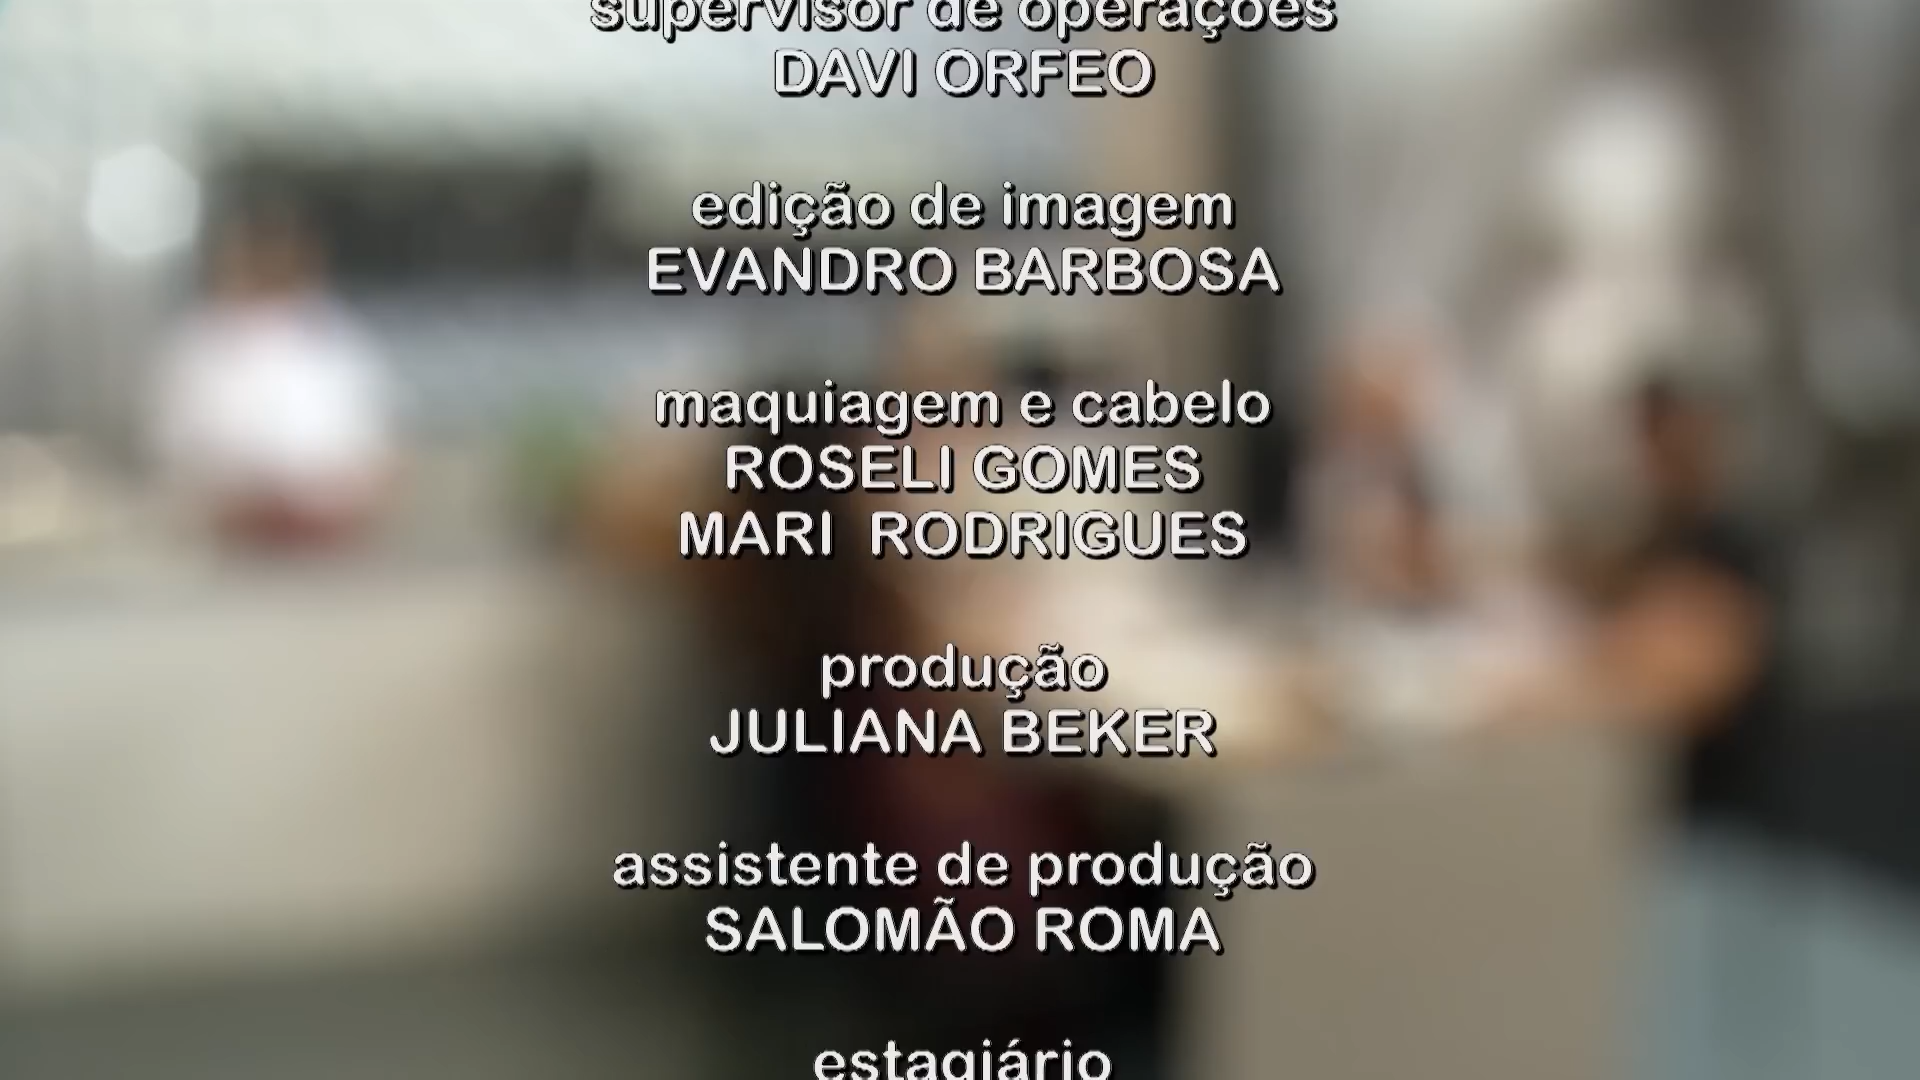 supervisor de operações
DAVI ORFEO
edição de imagem
EVANDRO BARBOSA
maquiagem e cabelo
ROSELI GOMES
MARI RODRIGUES
produção
JULIANA BEKER
assistente de produção
SALOMÃO ROMA
estagiário